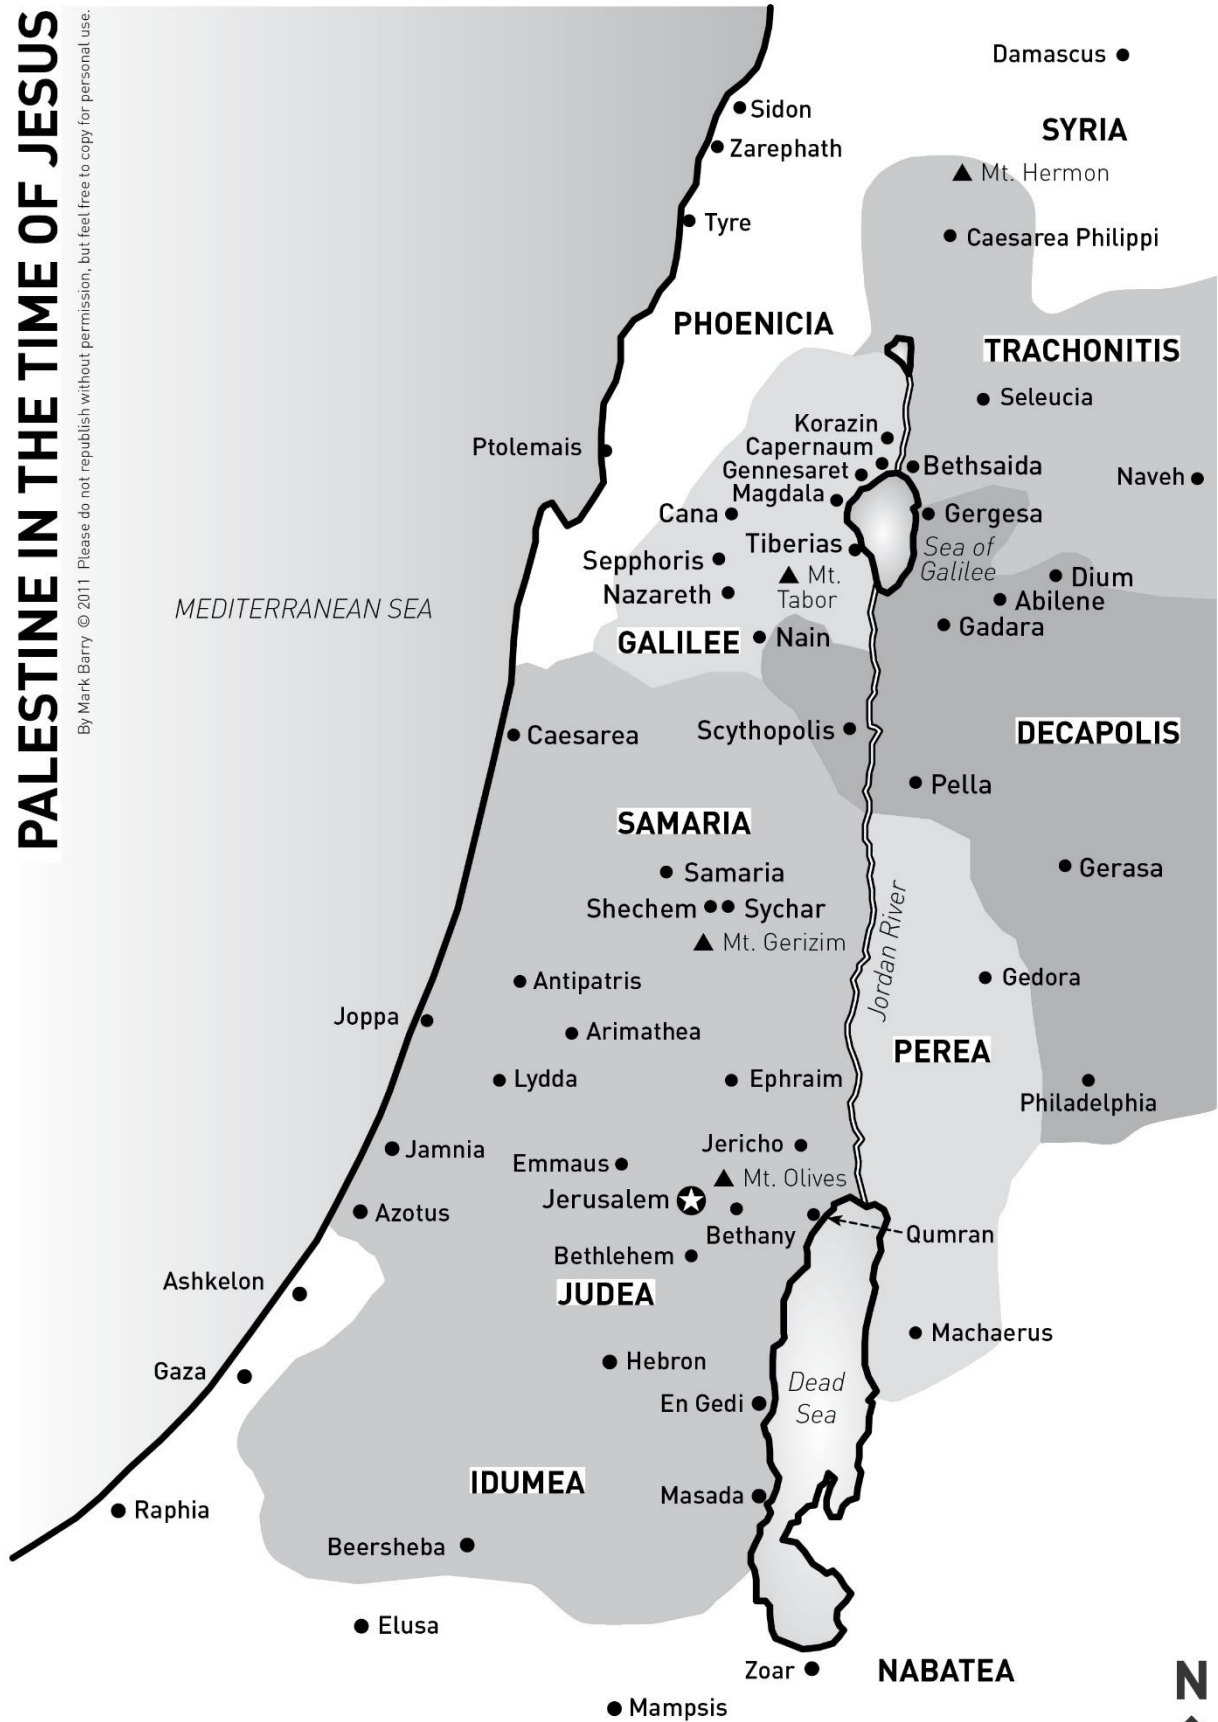 PALESTINE IN THE TIME OF JESUS
By Mark Barry © 2011 Please do not republish without permission, but feel free to copy for personal use.
Damascus
Sidon
SYRIA
Zarephath
Mt. Hermon
Tyre
Caesarea Philippi
PHOENICIA
TRACHONITIS
Seleucia
Korazin
Ptolemais
Capernaum
Bethsaida
Gennesaret
Naveh
Magdala
Cana
Gergesa
Tiberias
Sea of
Galilee
Sepphoris
Mt.
Tabor
Dium
Nazareth
Abilene
MEDITERRANEAN SEA
Gadara
GALILEE
Nain
Caesarea
Scythopolis
DECAPOLIS
Pella
SAMARIA
Samaria
Gerasa
Shechem
Sychar
Mt. Gerizim
Jordan River
Antipatris
Gedora
Joppa
Arimathea
PEREA
Lydda
Ephraim
Philadelphia
Jamnia
Jericho
Emmaus
Mt. Olives
Jerusalem
Azotus
Bethany
Qumran
Bethlehem
Ashkelon
JUDEA
Machaerus
Hebron
Gaza
Dead
Sea
En Gedi
IDUMEA
Masada
Raphia
Beersheba
Elusa
Zoar
NABATEA
N
Mampsis